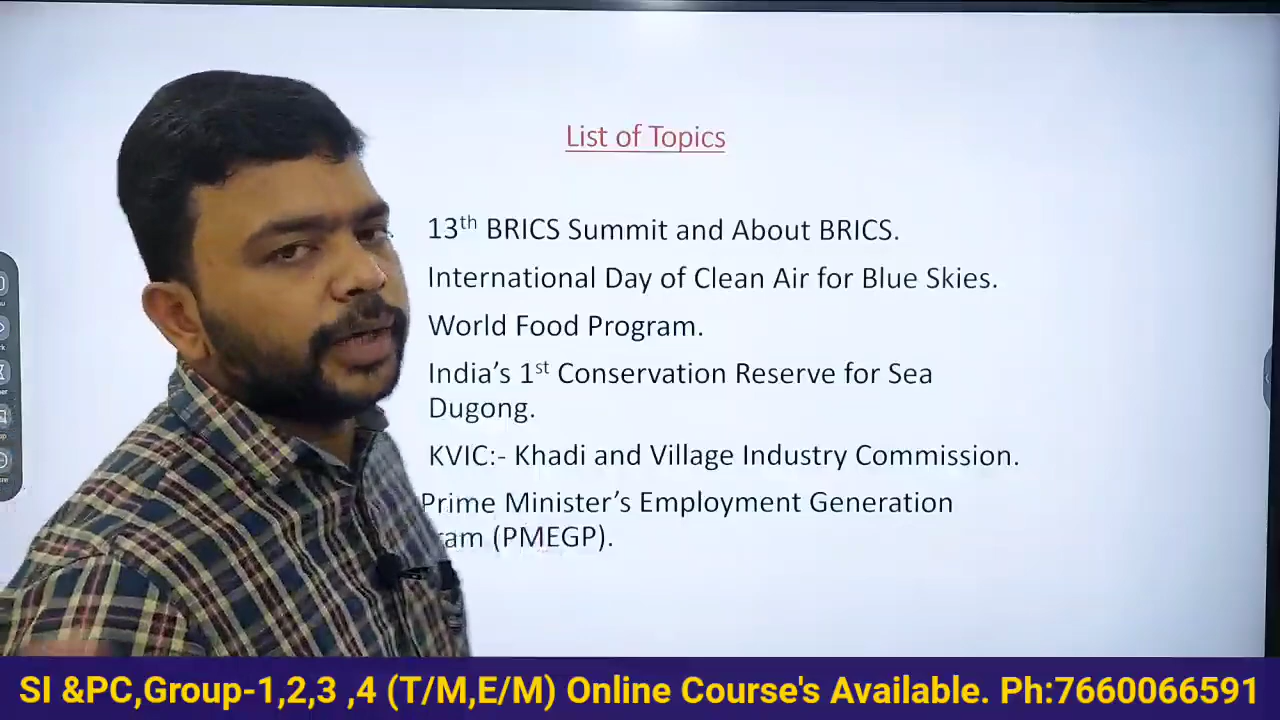 List of Topics
13th BRICS Summit and About BRICS.
International Day of Clean Air for Blue Skies.
World Food Program.
India’s 1st Conservation Reserve for Sea
Dugong.
KVIC:- Khadi and Village Industry Commission.
Prime Minister’s Employment Generation
ram (PMEGP).
SI &PC,Group-1,2,3 ,4 (T/M,E/M) Online Course's Available. Ph:7660066591